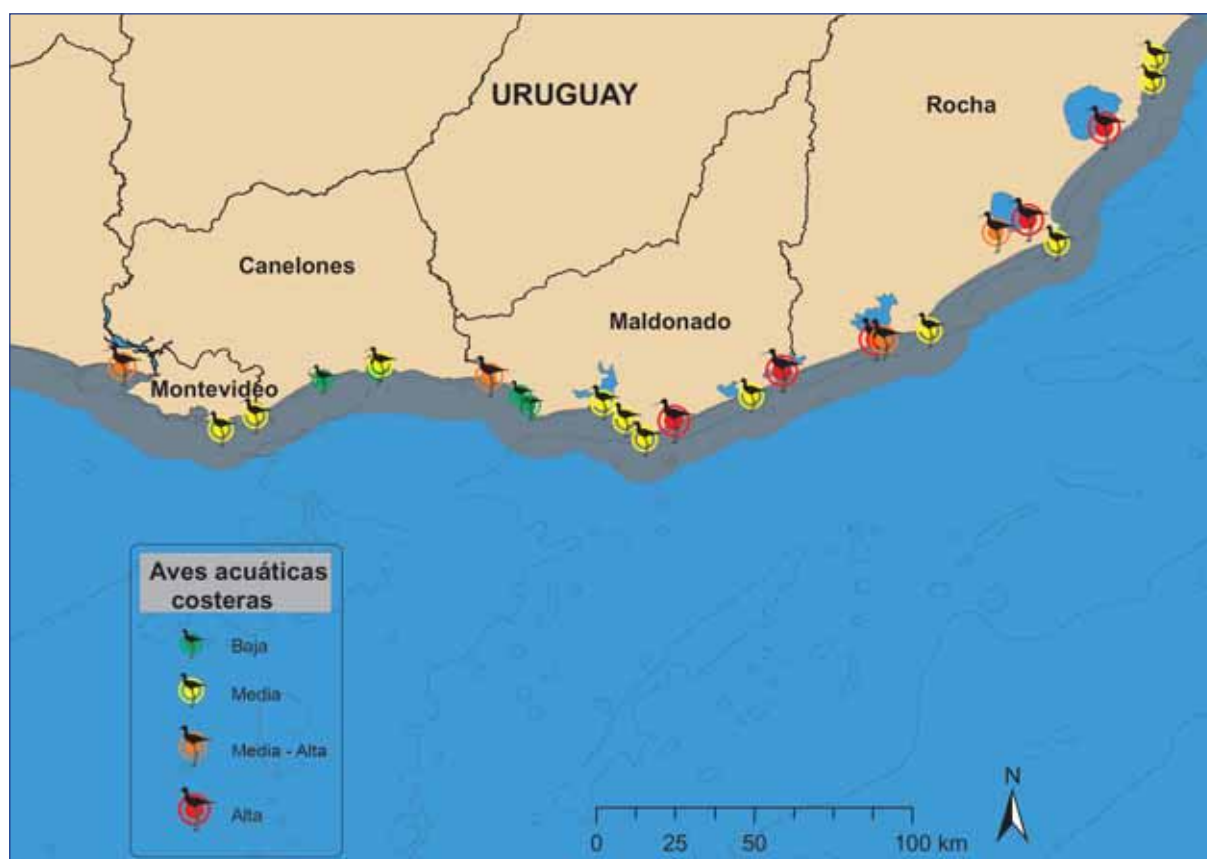 URUGUAY
Rocha
Canelones
Maldonado
Montevideo
Aves acuáticas
costeras
Baja
Media
Media - Alta
Alta
N
0 25 50 100 km